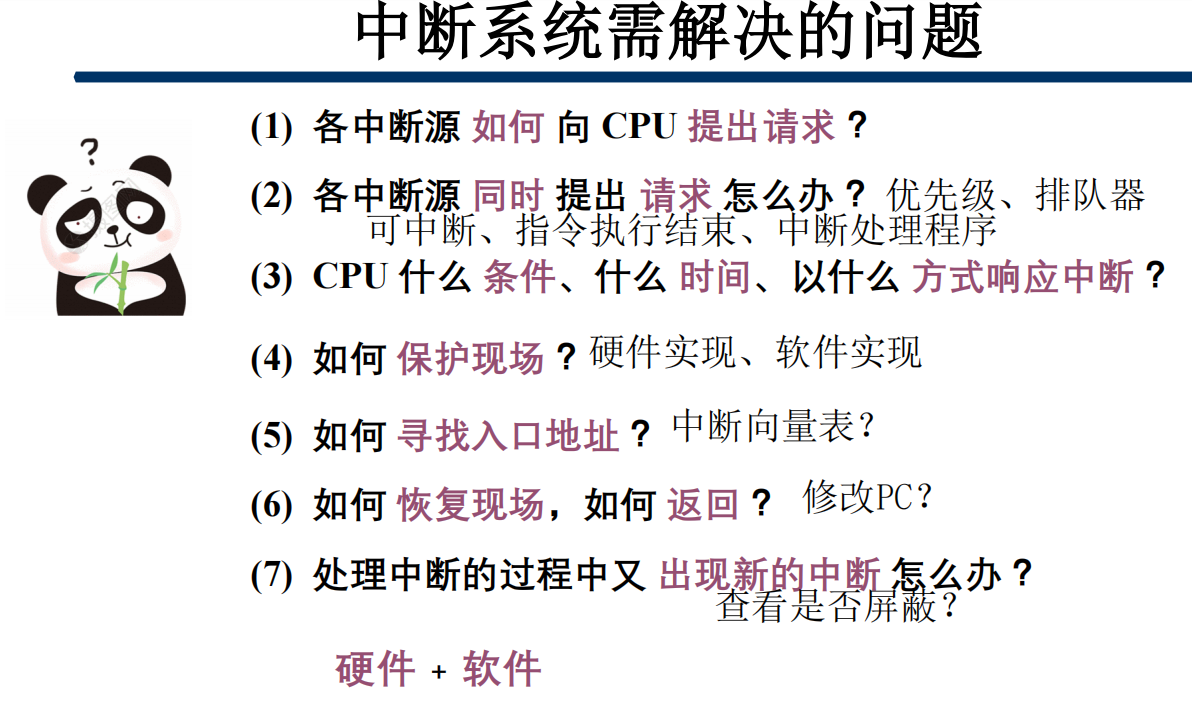 中断系统需解决的问题
?
(1) 各中断源 如何 向 CPU 提出请求 ？
(2) 各中断源 同时 提出 请求 怎么办 ？ 优先级、排队器
可中断、指令执行结束、中断处理程序
(3) CPU 什么 条件、什么 时间、以什么 方式响应中断 ？
(4) 如何 保护现场 ？ 硬件实现、软件实现
(5) 如何 寻找入口地址 ？ 中断向量表？
(6) 如何 恢复现场，如何 返回 ？ 修改PC？
(7) 处理中断的过程中又 出现新的中断 怎么办 ？
查看是否屏蔽？
硬件 + 软件